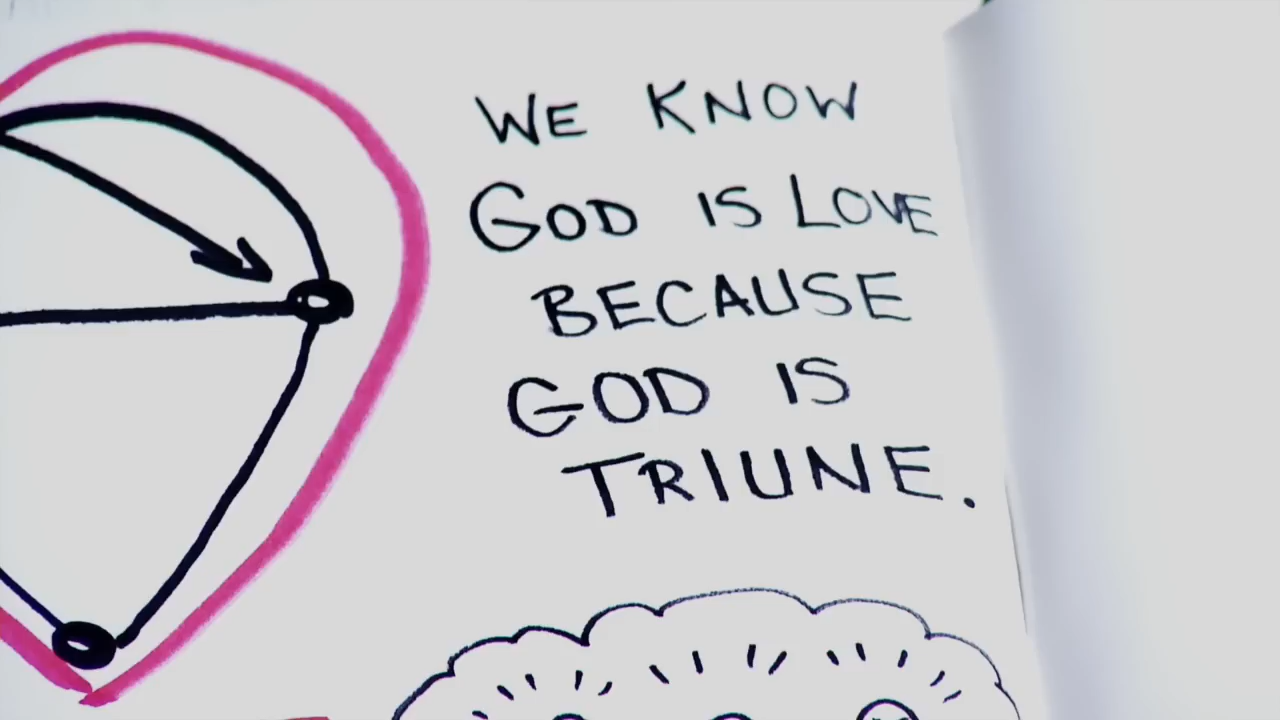 WE KNOW
GOD IS LOVE
BECAUSE
GOD IS
TRIUNE.